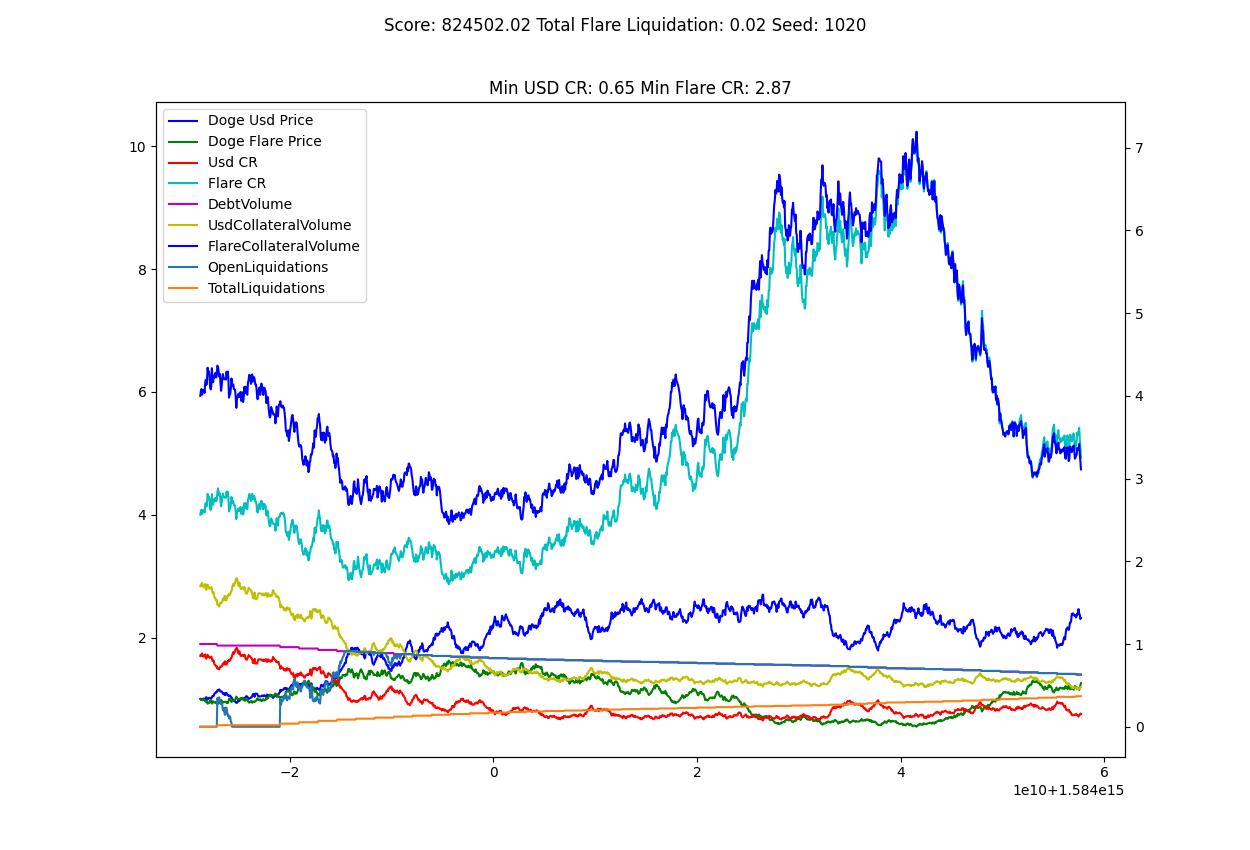 Score: 824502.02 Total Flare Liquidation: 0.02 Seed: 1020
Min USD CR: 0.65 Min Flare CR: 2.87
Doge Usd Price
Doge Flare Price
Usd CR
Flare CR
DebtVolume
UsdCollateralVolume
FlareCollateralVolume
OpenLiquidations
TotalLiquidations
10
8
6
4
2
7
6
5
4
3
2
1
0
−2
0
2
4
6
1e10+1.584e15